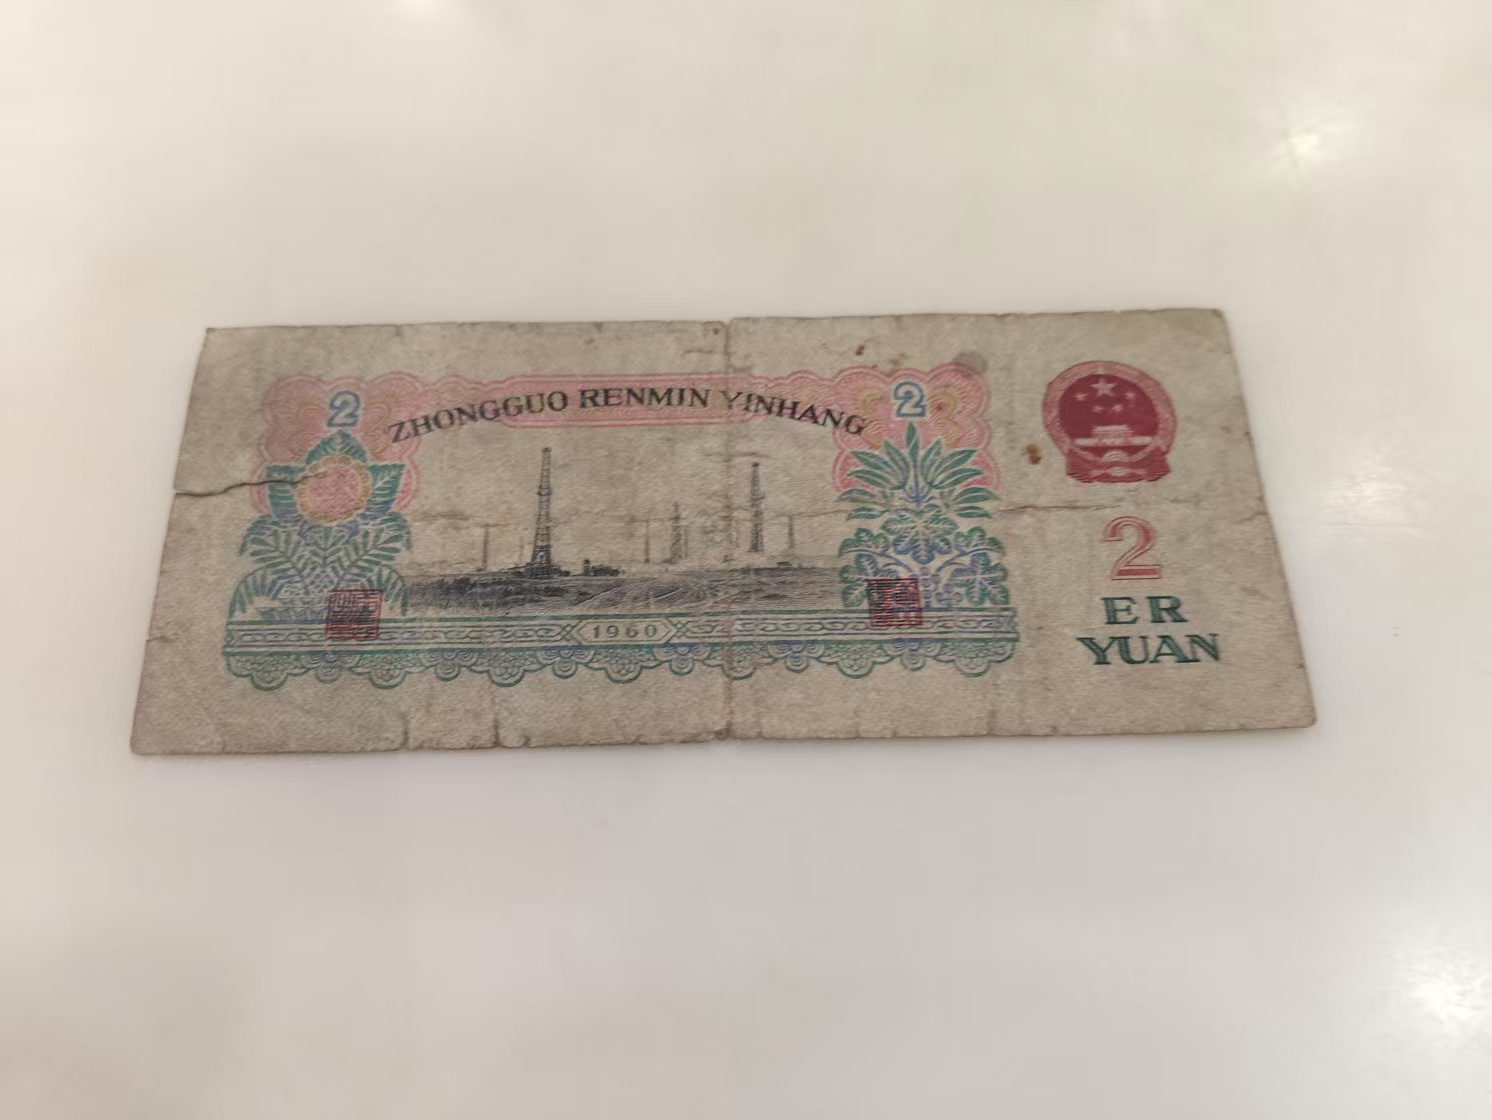 2
2
ZHONGGUO RENMIN YINHANG
1960
2
ER
YUAN